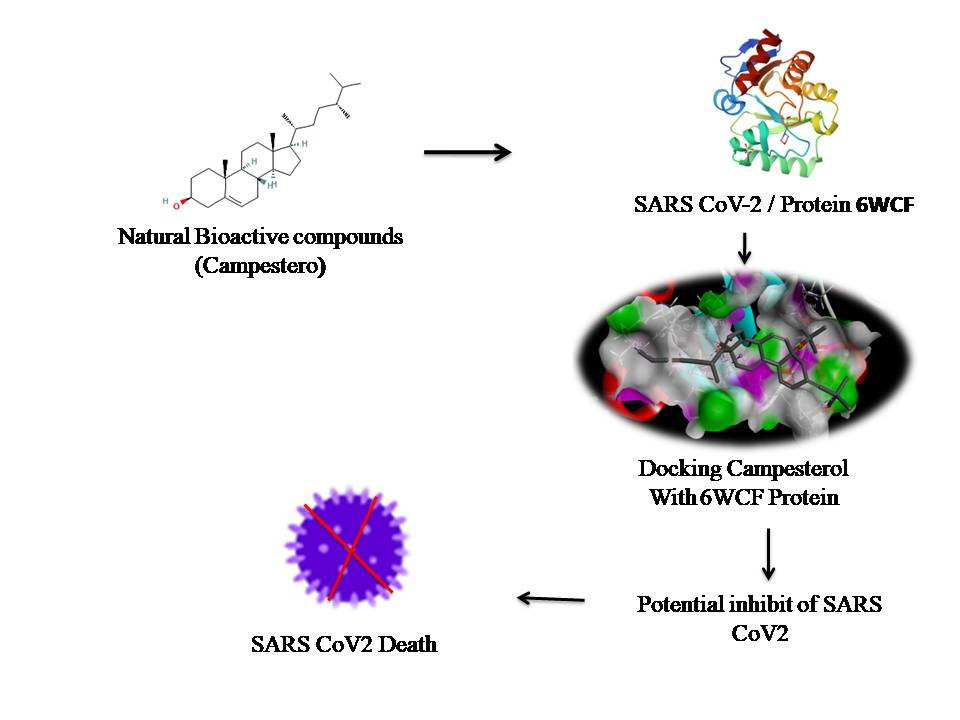 H O
H
H
H
H
Natural Bioactive compounds
(Campestero)
SARS CoV-2 / Protein 6WCF
Docking Campesterol
With 6WCF Protein
Potential inhibit of SARS
CoV2
SARS CoV2 Death